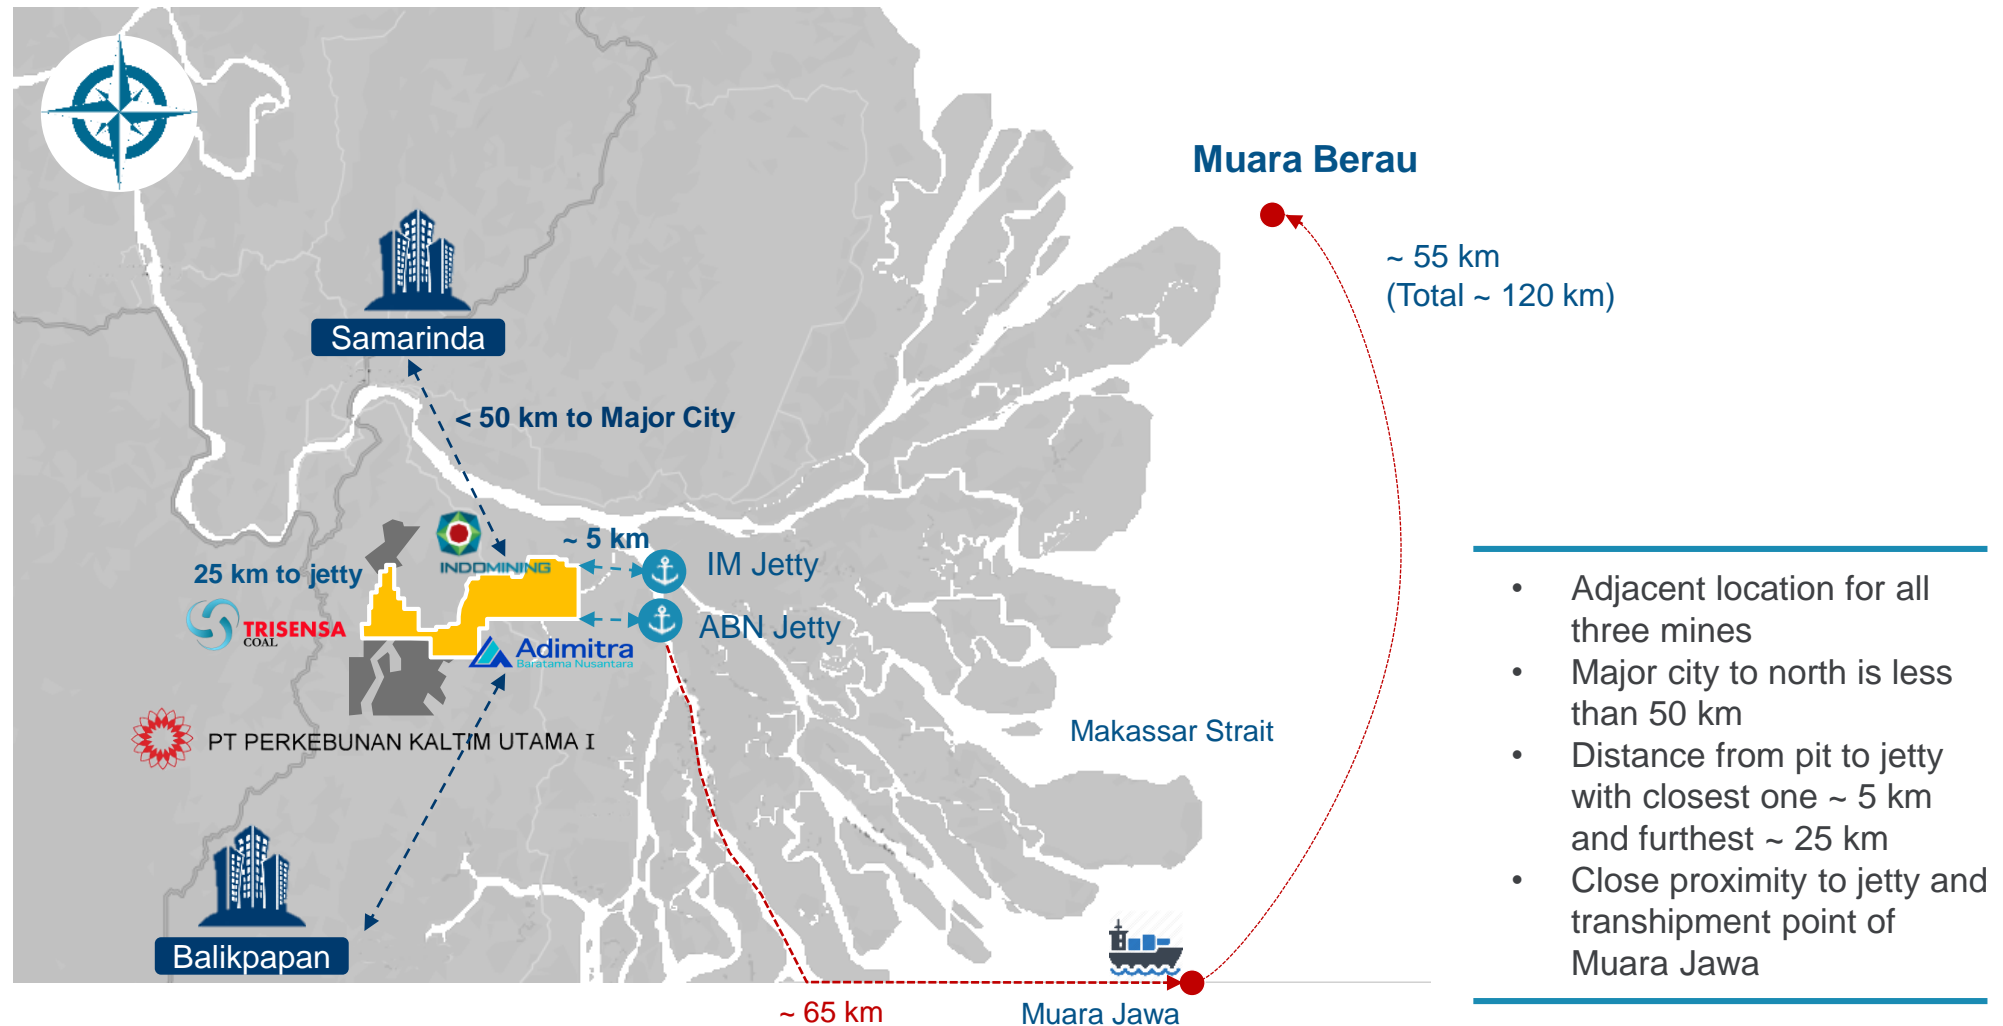 Muara Berau
~ 55 km
(Total ~ 120 km)
Samarinda
< 50 km to Major City
INDOMINING
~ 5 km
IM Jetty
25 km to jetty
TRISENSA
COAL
ABN Jetty
Adimitra
Baratama Nusantara
PT PERKEBUNAN KALTIM UTAMA I
Makassar Strait
Balikpapan
~ 65 km
Muara Jawa
• Adjacent location for all
three mines
• Major city to north is less
than 50 km
• Distance from pit to jetty
with closest one ~ 5 km
and furthest ~ 25 km
• Close proximity to jetty and
transhipment point of
Muara Jawa